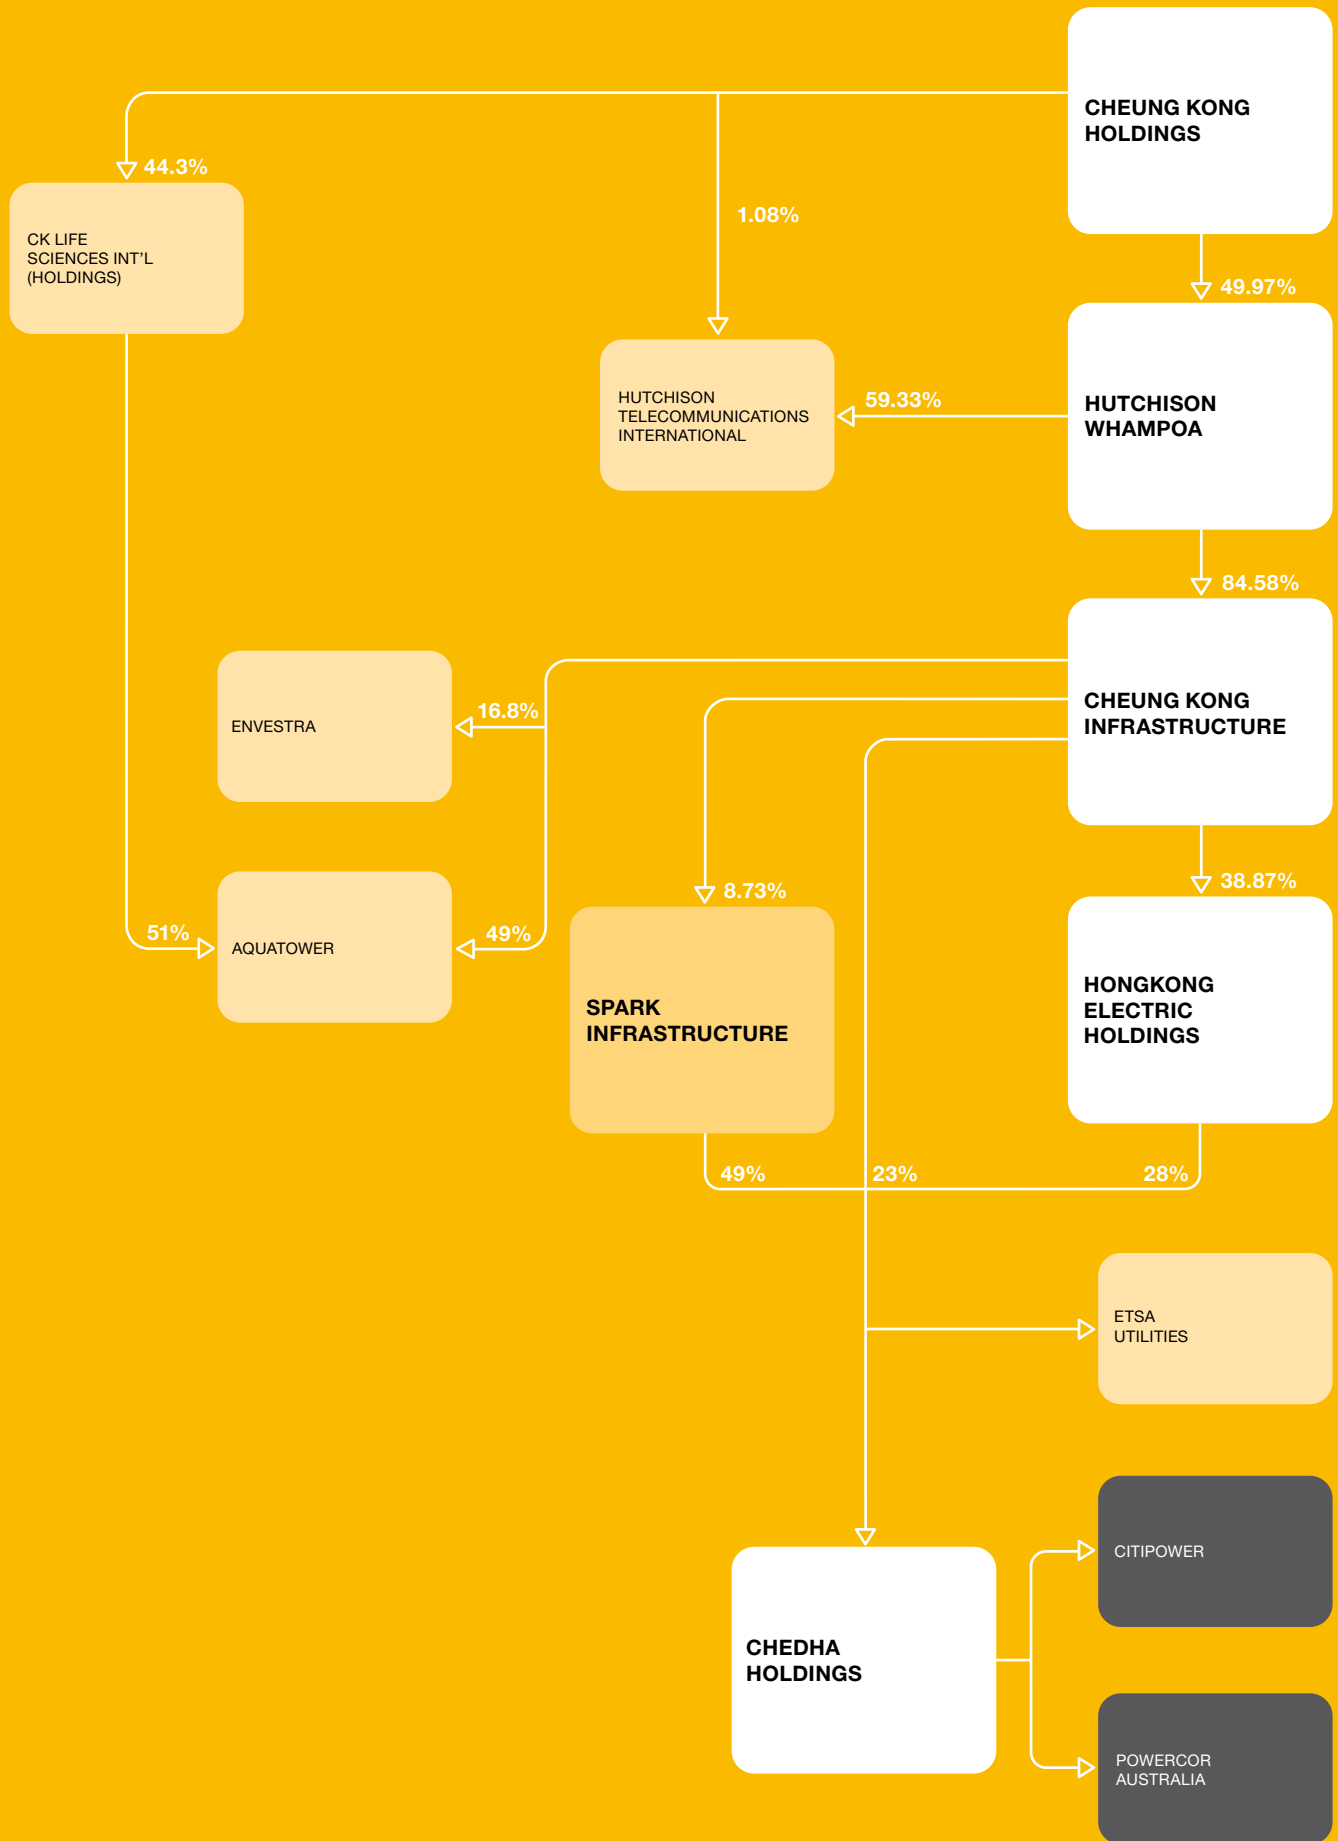 CHEUNG KONG
HOLDINGS
44.3%
1.08%
CK LIFE
SCIENCES INT'L
(HOLDINGS)
49.97%
HUTCHISON
TELECOMMUNICATIONS
INTERNATIONAL
59.33%
HUTCHISON
WHAMPOA
84.58%
ENVESTRA
16.8%
CHEUNG KONG
INFRASTRUCTURE
8.73%
38.87%
51%
AQUATOWER
49%
SPARK
INFRASTRUCTURE
HONGKONG
ELECTRIC
HOLDINGS
49%
23%
28%
ETSA
UTILITIES
CITIPOWER
CHEDHA
HOLDINGS
POWERCOR
AUSTRALIA